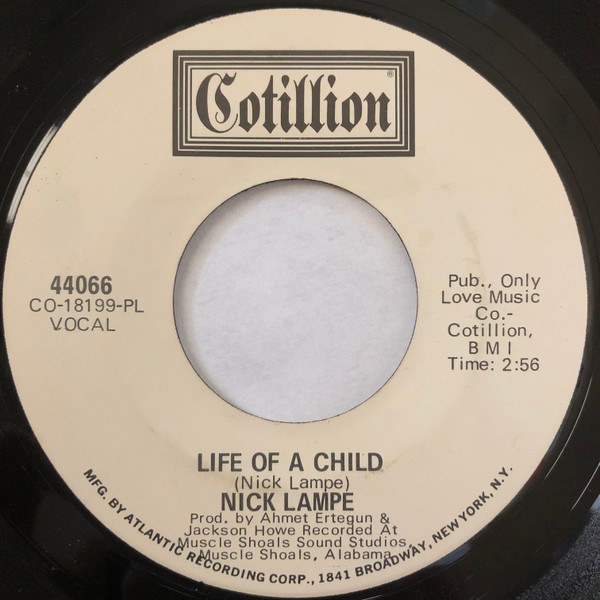 Cotillion®
44066
CO-18199-PL
VOCAL
Pub., Only
Love Music
Co.-
Cotillion,
B M I
Time: 2:56
LIFE OF A CHILD
(Nick Lampe)
NICK LAMPE
Prod. by Ahmet Ertegun &
Jackson Howe Recorded At
Muscle Shoals Sound Studios,
Muscle Shoals, Alabama
MFG. BY ATLANTIC RECORDING CORP., 1841 BROADWAY, NEW YORK, N.Y.